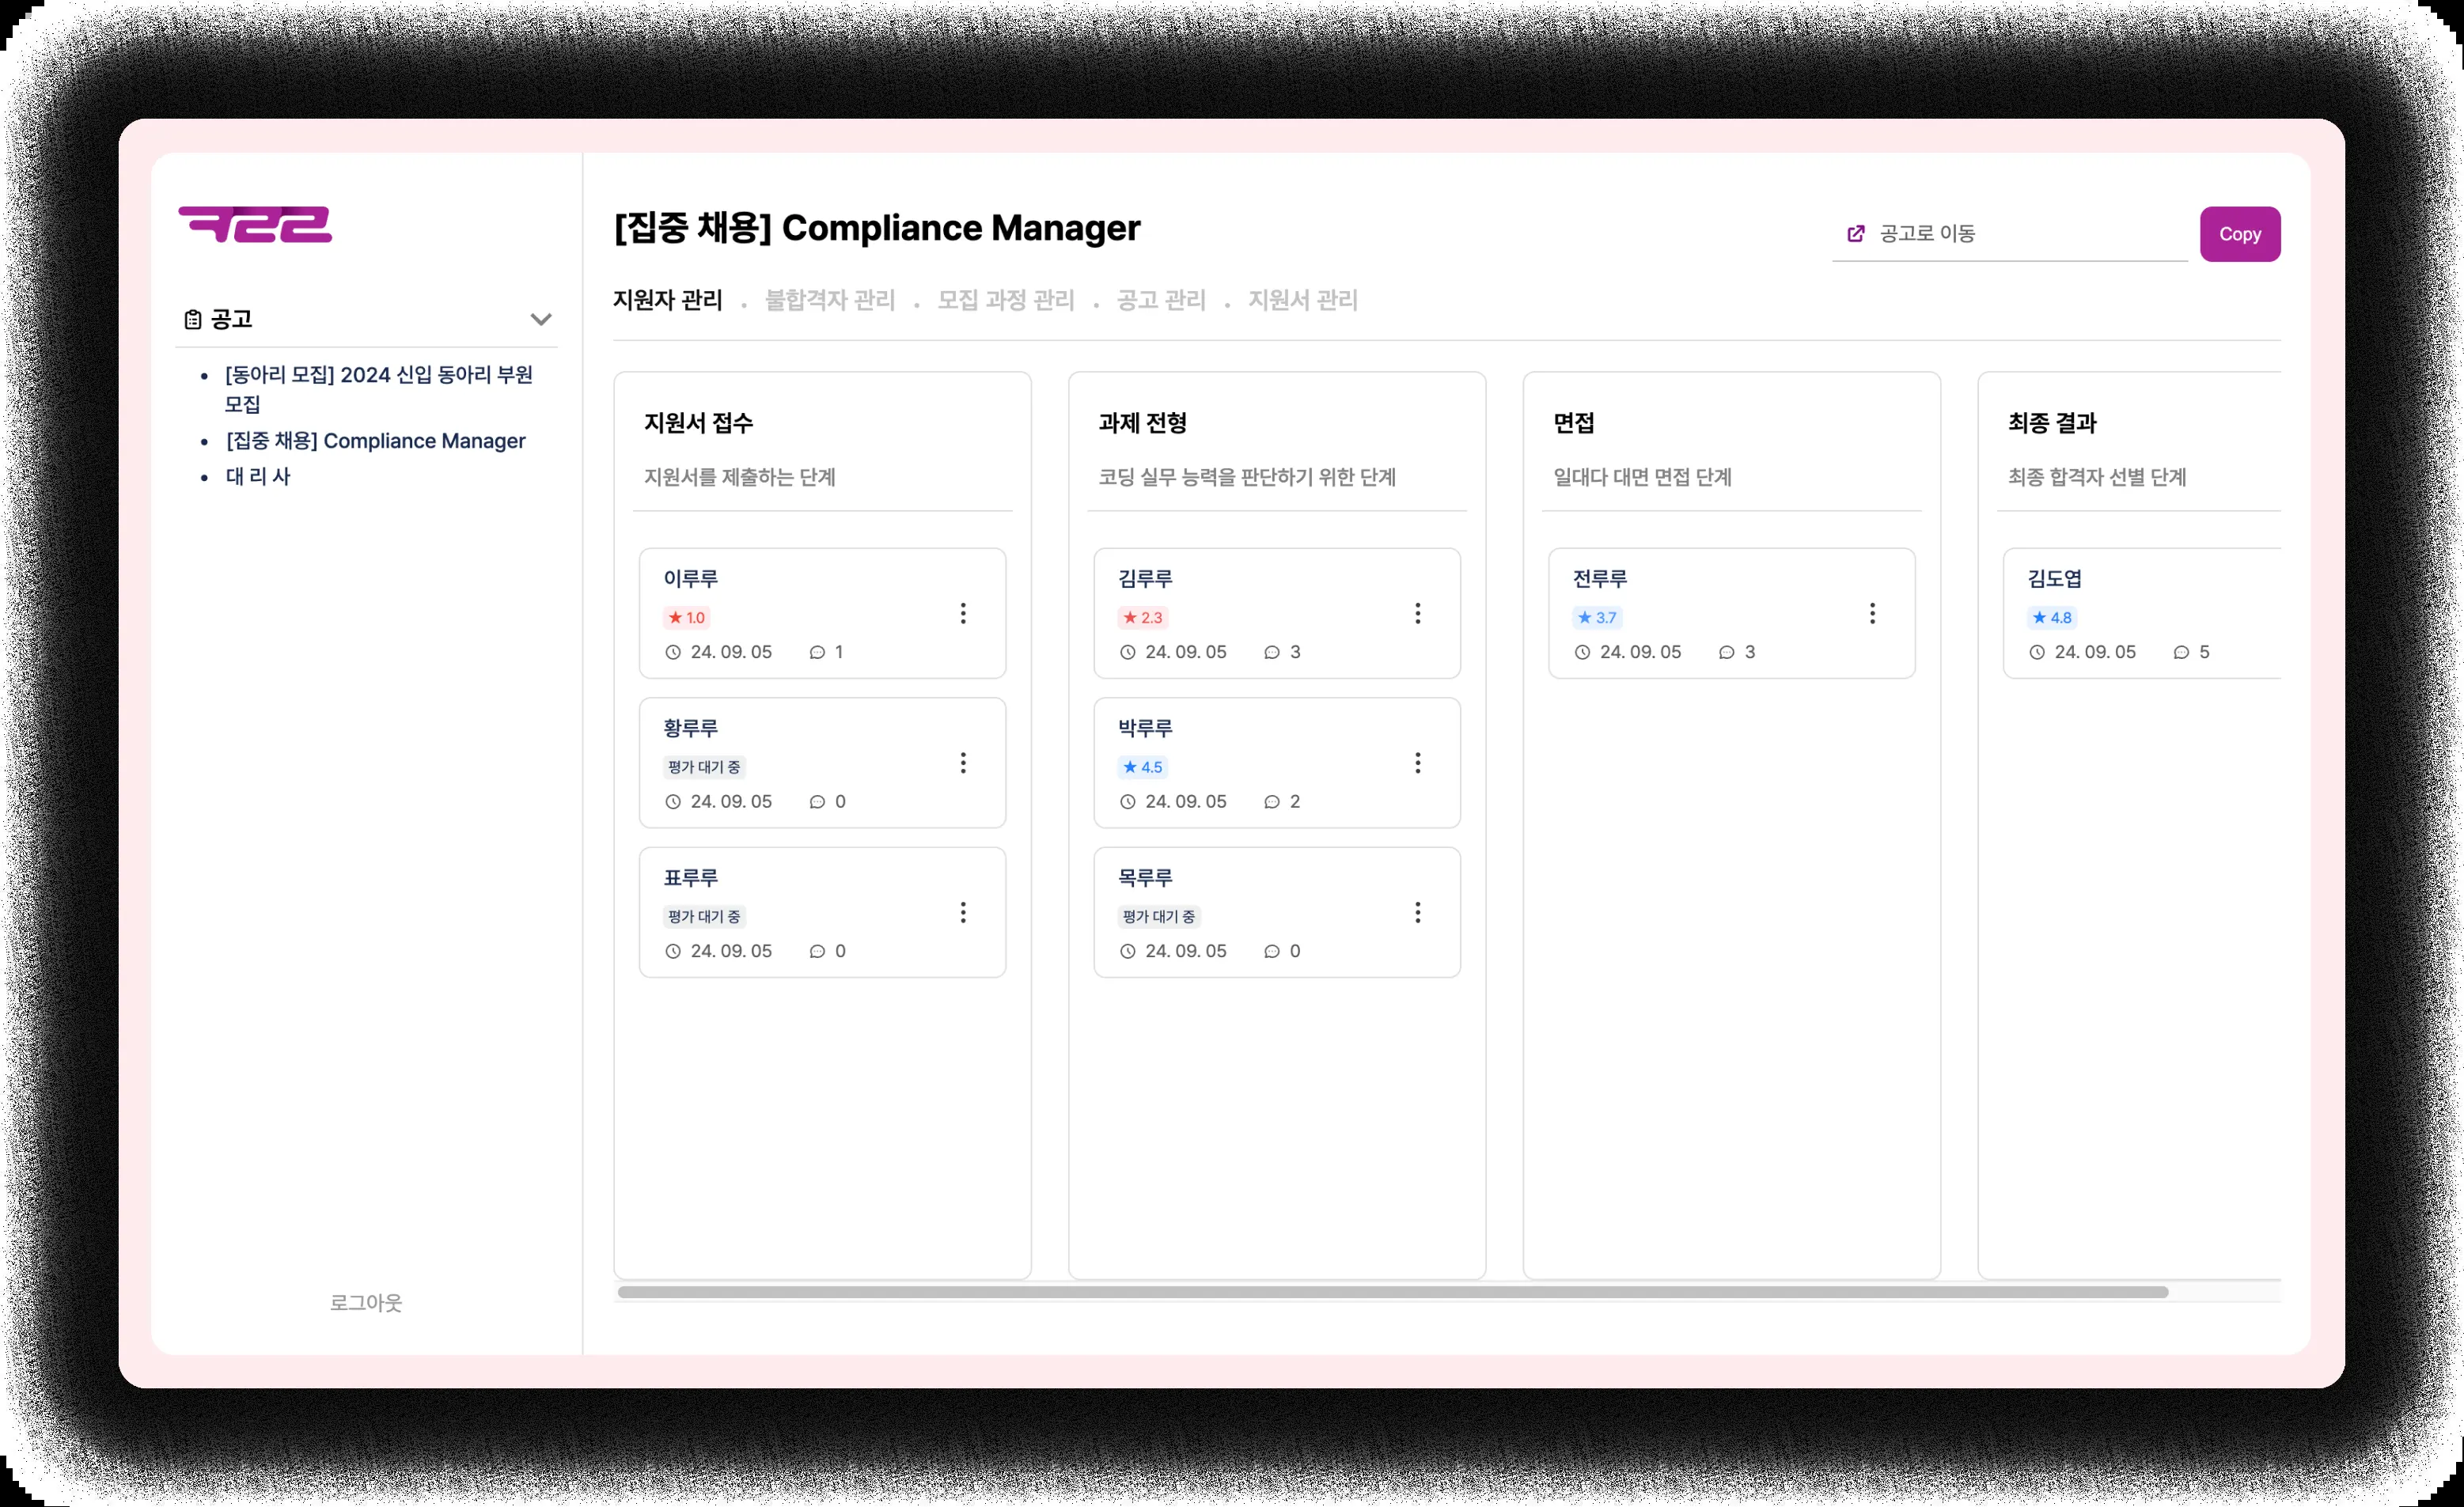 ㅋㄹㄹ
공고
[동아리 모집] 2024 신입 동아리 부원
모집
[집중 채용] Compliance Manager
대 리 사
로그아웃
[집중 채용] Compliance Manager
공고로 이동
Copy
지원자 관리 . 불합격자 관리 . 모집 과정 관리 . 공고 관리 . 지원서 관리
지원서 접수
지원서를 제출하는 단계
이루루
★ 1.0
24. 09. 05 1
황루루
평가 대기 중
24. 09. 05 0
표루루
평가 대기 중
24. 09. 05 0
과제 전형
코딩 실무 능력을 판단하기 위한 단계
김루루
★ 2.3
24. 09. 05 3
박루루
★ 4.5
24. 09. 05 2
목루루
평가 대기 중
24. 09. 05 0
면접
일대다 대면 면접 단계
전루루
★ 3.7
24. 09. 05 3
최종 결과
최종 합격자 선별 단계
김도엽
★ 4.8
24. 09. 05 5